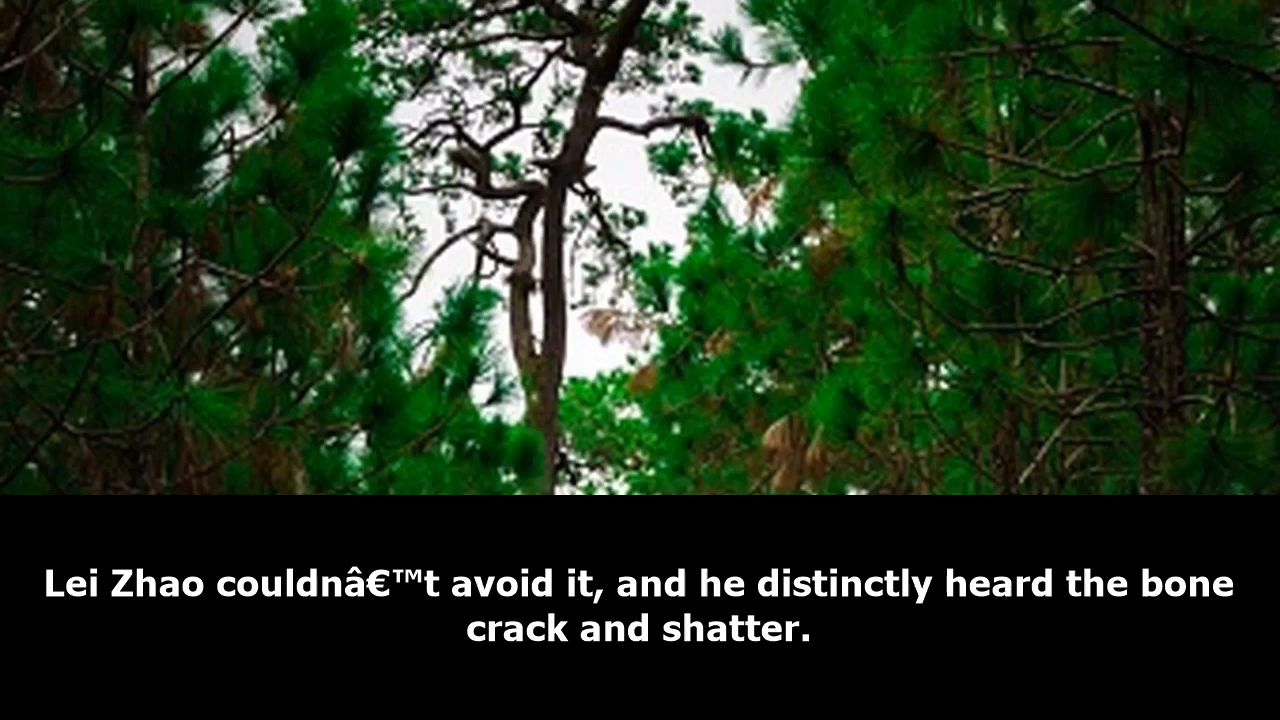 Lei Zhao couldnâ€™t avoid it, and he distinctly heard the bone
crack and shatter.